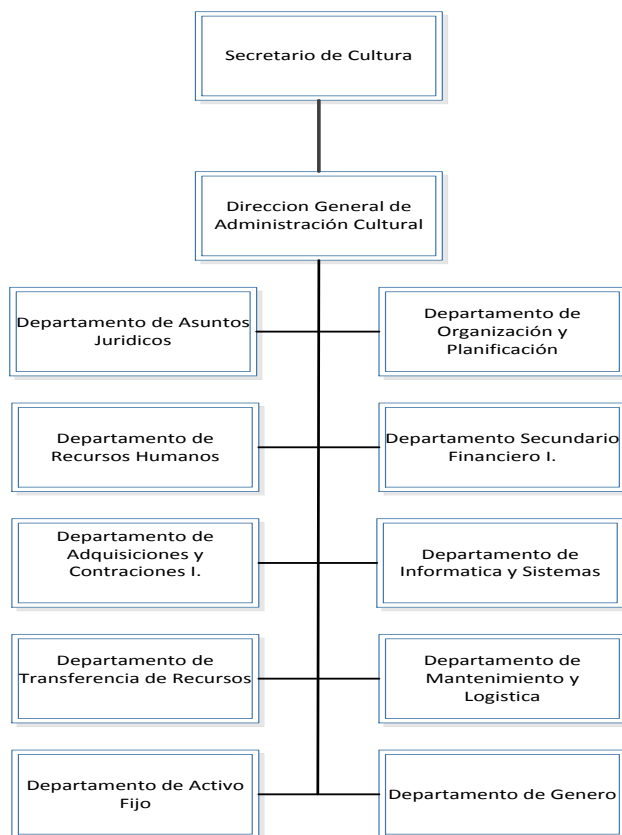 Secretario de Cultura
Direccion General de
Administración Cultural
Departamento de Asuntos
Juridicos
Departamento de
Organización y
Planificación
Departamento de
Recursos Humanos
Departamento Secundario
Financiero I.
Departamento de
Adquisiciones y
Contraciones I.
Departamento de
Informatica y Sistemas
Departamento de
Transferencia de Recursos
Departamento de
Mantenimiento y
Logistica
Departamento de Activo
Fijo
Departamento de Genero